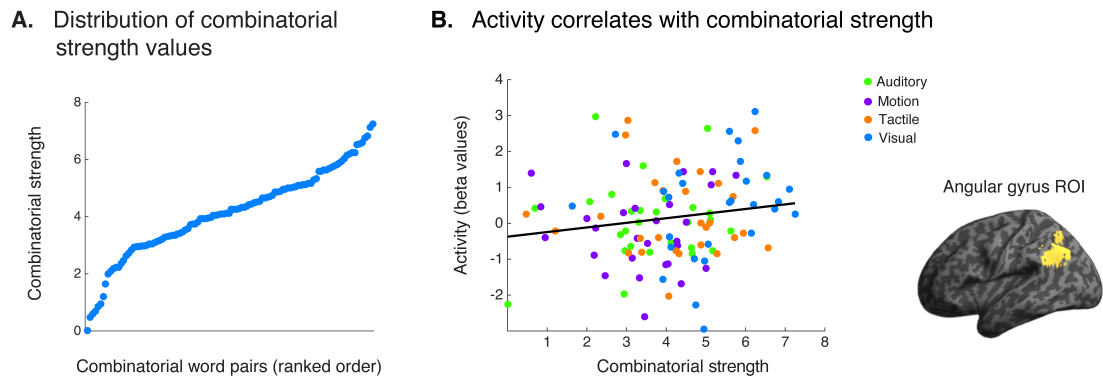 A. Distribution of combinatorial
strength values
8
6
4
2
0
Combinatorial strength
Combinatorial word pairs (ranked order)
B. Activity correlates with combinatorial strength
4
3
2
1
0
-1
-2
Activity (beta values)
1 2 3 4 5 6 7 8
Combinatorial strength
Auditory
Motion
Tactile
Visual
Angular gyrus ROI